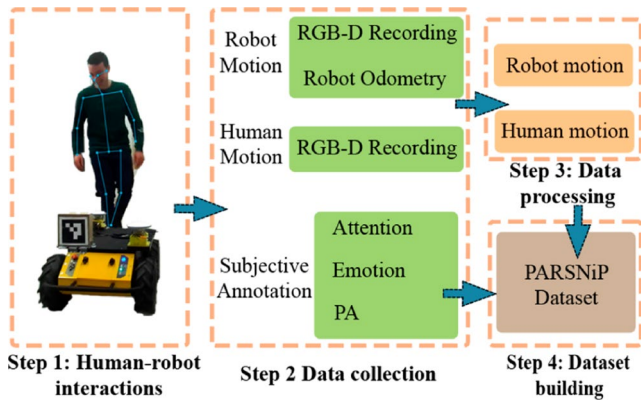 Robot
Motion
RGB-D Recording
Robot Odometry
Human
Motion
RGB-D Recording
Subjective
Annotation
Attention
Emotion
PA
Robot motion
Human motion
Step 3: Data
processing
PARSNiP
Dataset
Step 1: Human-robot
interactions
Step 2 Data collection
Step 4: Dataset
building